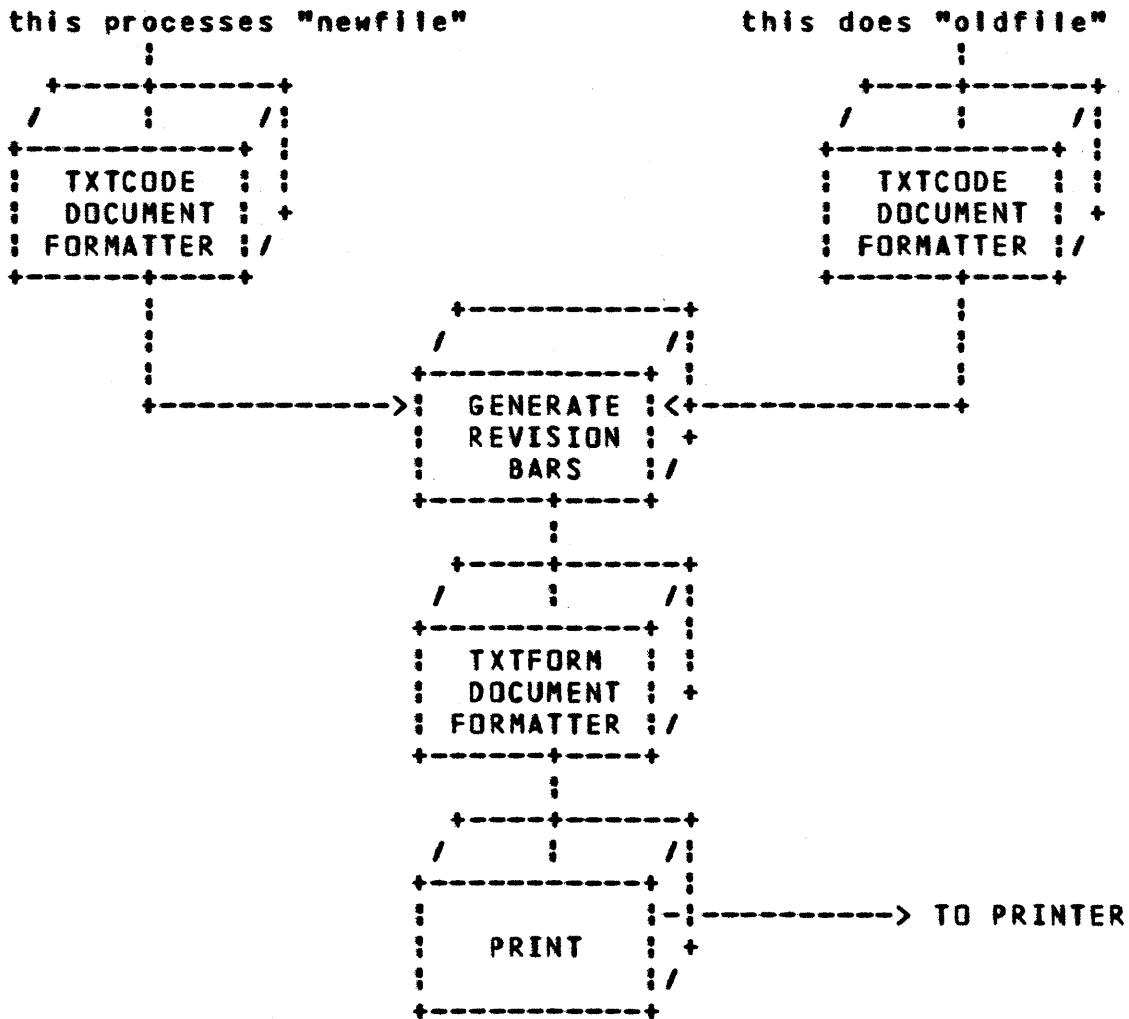 this processes "newfile"
this does "oldfile"
TXTCODE
DOCUMENT
FORMATTER
TXTCODE
DOCUMENT
FORMATTER
GENERATE
REVISION
BARS
TXTFORM
DOCUMENT
FORMATTER
PRINT
TO PRINTER